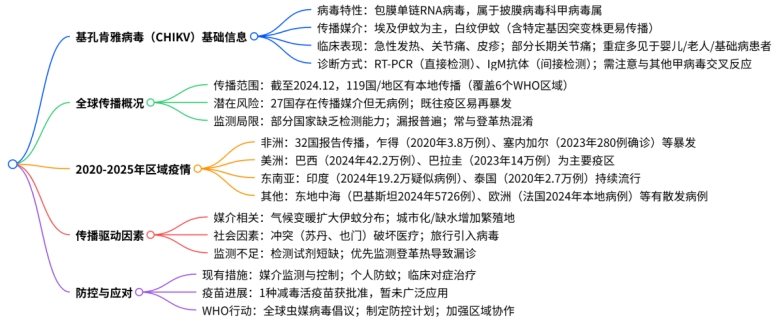 基孔肯雅病毒（CHIKV）基础信息
病毒特性：包膜单链RNA病毒，属于披膜病毒科甲病毒属
传播媒介：埃及伊蚊为主，白纹伊蚊（含特定基因突变株更易传播）
临床表现：急性发热、关节痛、皮疹；部分长期关节痛；重症多见于婴儿/老人/基础病患者
诊断方式：RT-PCR（直接检测）、IgM抗体（间接检测）；需注意与其他甲病毒交叉反应
全球传播概况
传播范围：截至2024.12，119国/地区有本地传播（覆盖6个WHO区域）
潜在风险：27国存在传播媒介但无病例；既往疫区易再暴发
监测局限：部分国家缺乏检测能力；漏报普遍；常与登革热混淆
2020-2025年区域疫情
非洲：32国报告传播，乍得（2020年3.8万例）、塞内加尔（2023年280例确诊）等暴发
美洲：巴西（2024年42.2万例）、巴拉圭（2023年14万例）为主要疫区
东南亚：印度（2024年19.2万疑似病例）、泰国（2020年2.7万例）持续流行
其他：东地中海（巴基斯坦2024年5726例）、欧洲（法国2024年本地病例）等有散发病例
传播驱动因素
媒介相关：气候变暖扩大伊蚊分布；城市化/缺水增加繁殖地
社会因素：冲突（苏丹、也门）破坏医疗；旅行引入病毒
监测不足：检测试剂短缺；优先监测登革热导致漏诊
防控与应对
现有措施：媒介监测与控制；个人防蚊；临床对症治疗
疫苗进展：1种减毒活疫苗获批准，暂未广泛应用
WHO行动：全球虫媒病毒倡议；制定防控计划；加强区域协作